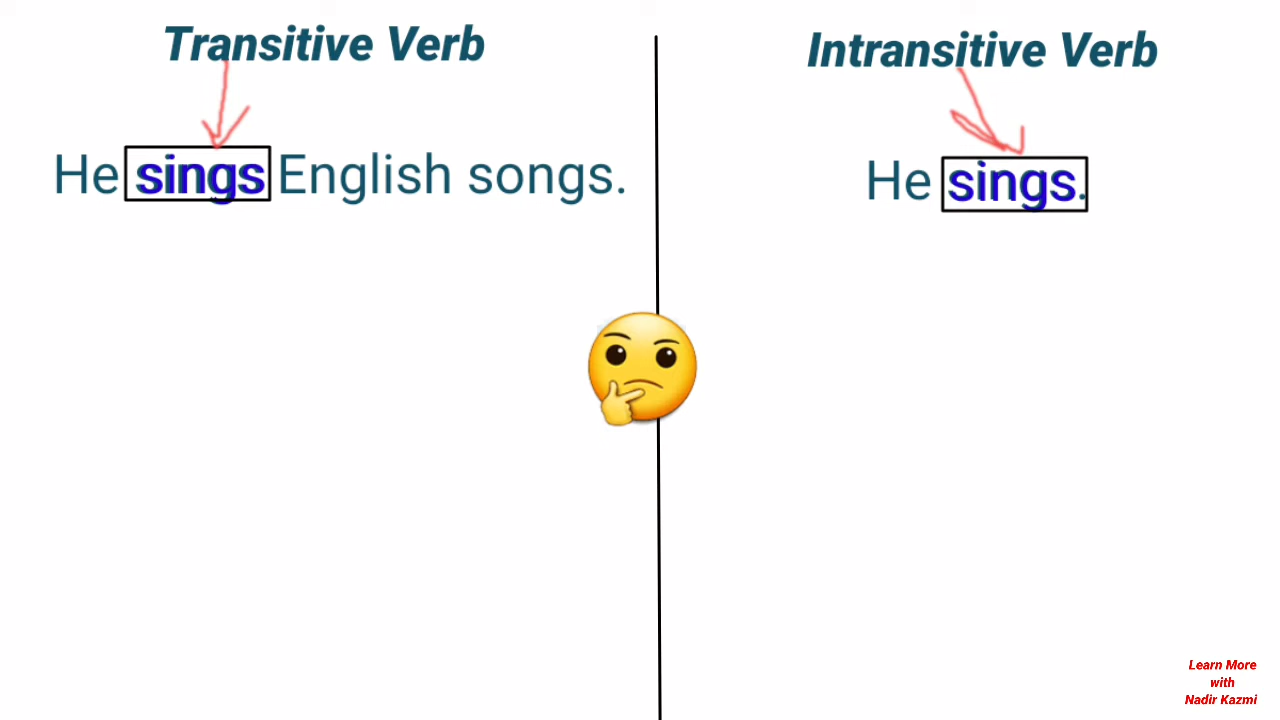 Transitive Verb
He sings English songs.
Intransitive Verb
He sings.
Learn More
with
Nadir Kazmi